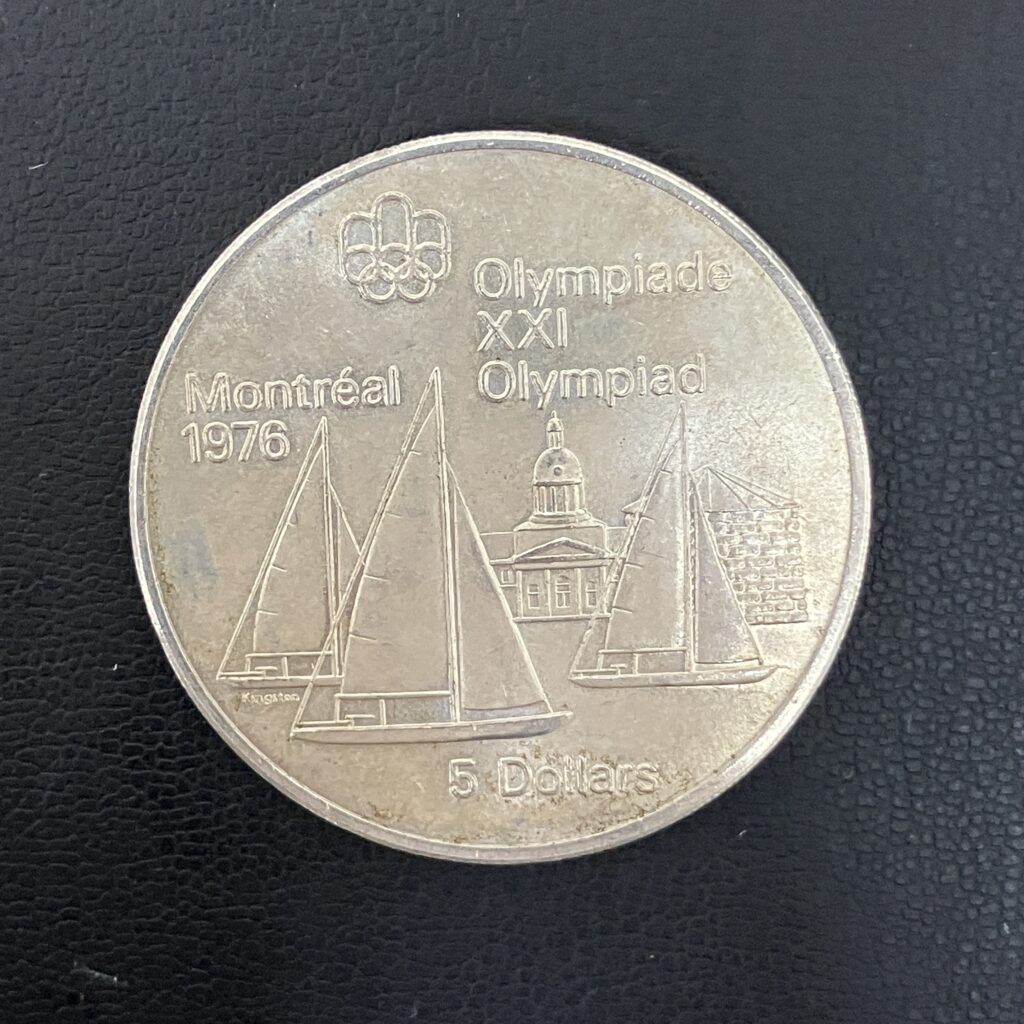 Olympiade
XXI
Olympiad
Montréal
1976
Kingston
5 Dollars